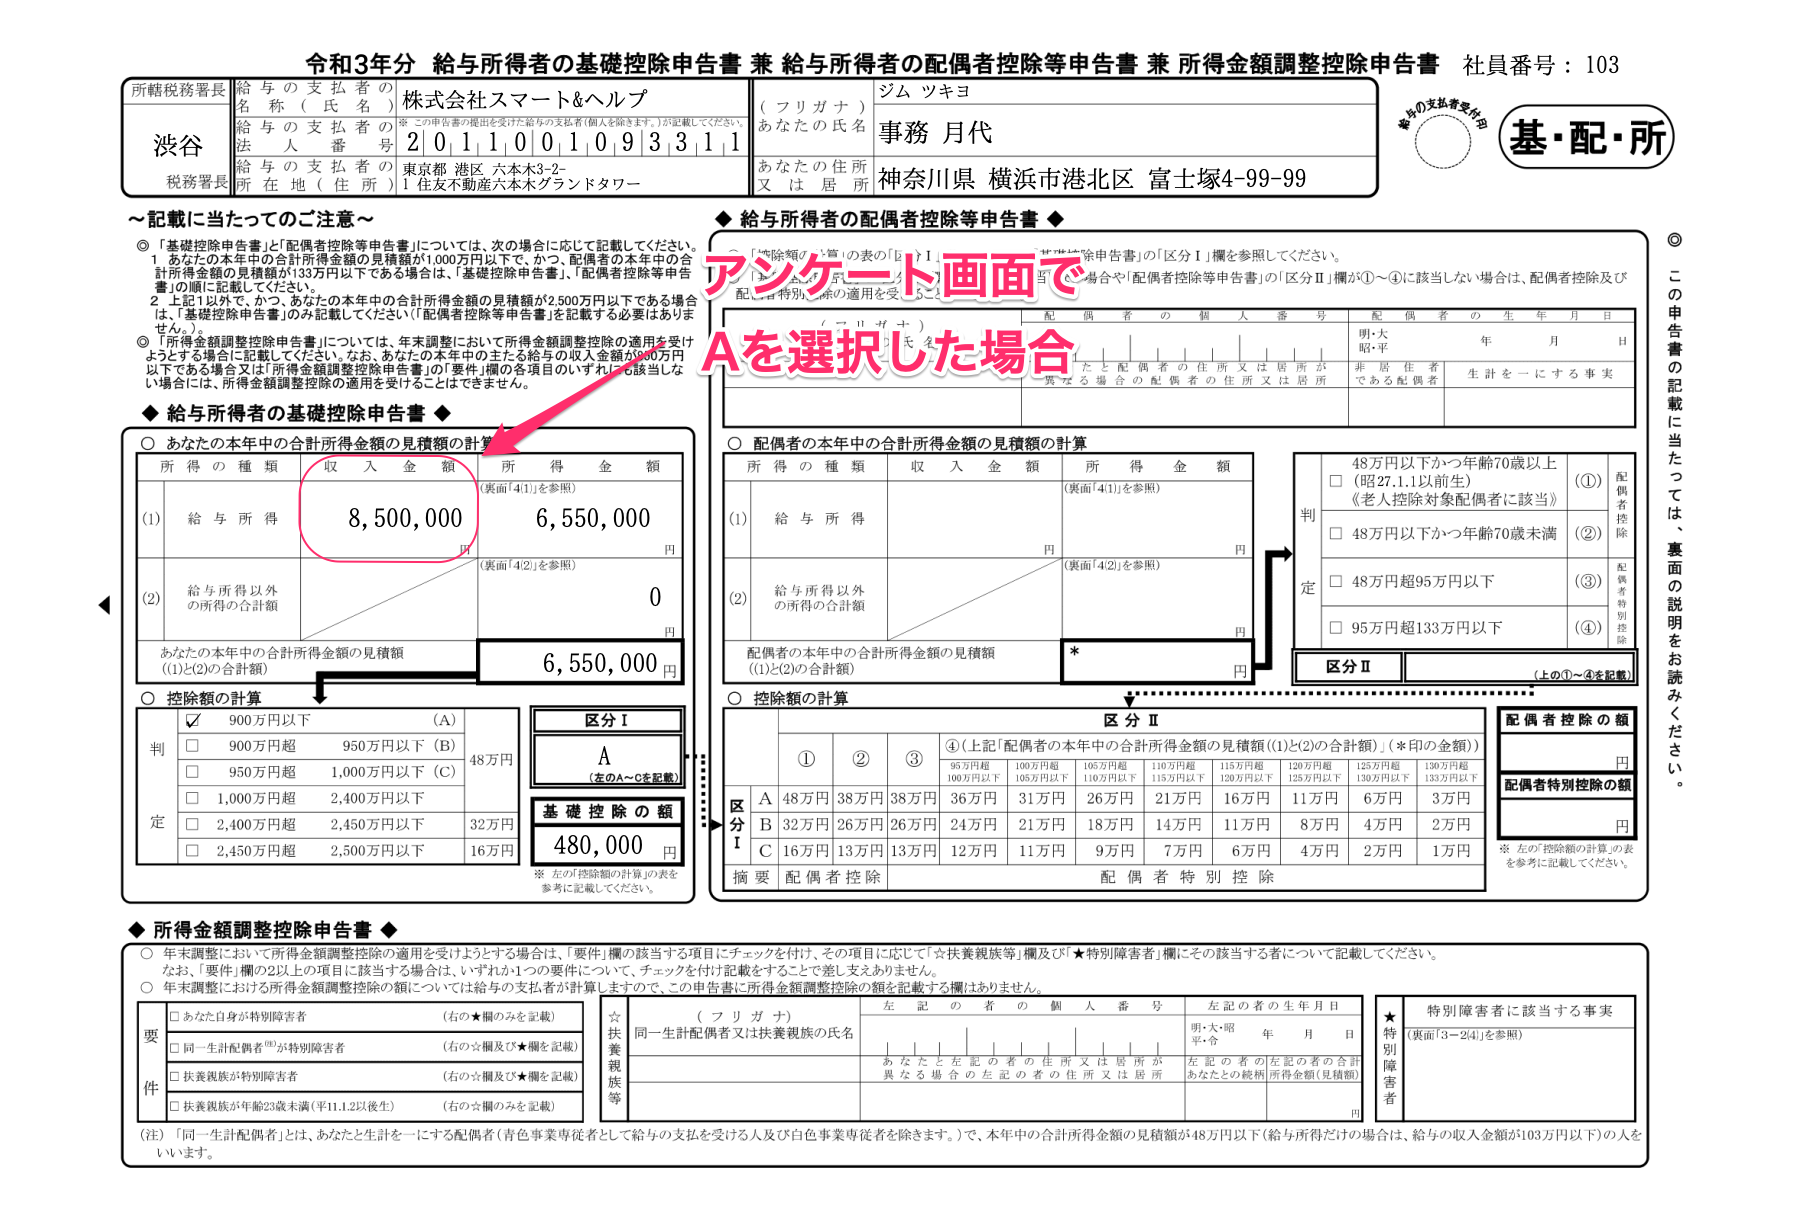 令和3年分 給与所得者の基礎控除申告書 兼 給与所得者の配偶者控除等申告書 兼 所得金額調整控除申告書 社員番号： 103
所轄税務署長
渋谷
税務署長
給与の支払者の名称（氏名）
株式会社スマート&ヘルプ
給与の支払者の法人番号
※ この申告書の提出を受けた給与の支払者(個人を除きます。)が記載してください。
2 0 1 1 0 0 1 0 9 3 3 1 1
給与の支払者の所在地（住所）
東京都 港区 六本木3-2-
1 住友不動産六本木グランドタワー
（フリガナ）
ジム ツキヨ
あなたの氏名
事務 月代
あなたの住所又は居所
神奈川県 横浜市港北区 富士塚4-99-99
給与の支払者受付印
基・配・所
～記載に当たってのご注意～
◎ 「基礎控除申告書」と「配偶者控除等申告書」については、次の場合に応じて記載してください。
1 あなたの本年中の合計所得金額の見積額が1,000万円以下で、かつ、配偶者の本年中の合
計所得金額の見積額が133万円以下である場合は、「基礎控除申告書」、「配偶者控除等申告
書」の順に記載してください。
2 上記1以外で、かつ、あなたの本年中の合計所得金額の見積額が2,500万円以下である場合
は、「基礎控除申告書」のみ記載してください(「配偶者控除等申告書」を記載する必要はありま
せん。)。
◎ 「所得金額調整控除申告書」については、年末調整において所得金額調整控除の適用を受け
ようとする場合に記載してください。なお、あなたの本年中の主たる給与の収入金額が850万円
以下である場合又は「所得金額調整控除申告書」の「要件」欄の各項目のいずれにも該当しな
い場合には、所得金額調整控除の適用を受けることはできません。
アンケート画面で
Aを選択した場合
◆ 給与所得者の基礎控除申告書 ◆
○ あなたの本年中の合計所得金額の見積額の計算
所得の種類 収入金額 所得金額
(1) 給与所得 8,500,000 円 (裏面「4(1)」を参照) 6,550,000 円
(2) 給与所得以外の所得の合計額 (裏面「4(2)」を参照) 0 円
あなたの本年中の合計所得金額の見積額
((1)と(2)の合計額)
6,550,000 円
○ 控除額の計算
判定
☑ 900万円以下 (A)
□ 900万円超 950万円以下 (B)
□ 950万円超 1,000万円以下 (C)
□ 1,000万円超 2,400万円以下
48万円
□ 2,400万円超 2,450万円以下 32万円
□ 2,450万円超 2,500万円以下 16万円
区分Ⅰ
A
(左のA～Cを記載)
基礎控除の額
480,000 円
※ 左の「控除額の計算」の表を
参考に記載してください。
◆ 給与所得者の配偶者控除等申告書 ◆
○ 「控除額の計算」の表の「区分Ⅰ」 「基礎控除申告書」の「区分Ⅰ」欄を参照してください。
場合や「配偶者控除等申告書」の「区分Ⅱ」欄が①～④に該当しない場合は、配偶者控除及び
配偶者特別控除の適用を受けること
（フリガナ）
氏名
配偶者の個人番号
配偶者の生年月日
明・大
昭・平
年 月 日
あなたと配偶者の住所又は居所が
異なる場合の配偶者の住所又は居所
非居住者
である配偶者
生計を一にする事実
○ 配偶者の本年中の合計所得金額の見積額の計算
所得の種類 収入金額 所得金額
(1) 給与所得 円 (裏面「4(1)」を参照) 円
(2) 給与所得以外の所得の合計額 (裏面「4(2)」を参照) 円
配偶者の本年中の合計所得金額の見積額
((1)と(2)の合計額)
* 円
判定
□ 48万円以下かつ年齢70歳以上
(昭27.1.1以前生)
《老人控除対象配偶者に該当》
(①)
□ 48万円以下かつ年齢70歳未満 (②)
配偶者控除
□ 48万円超95万円以下 (③)
□ 95万円超133万円以下 (④)
配偶者特別控除
区分Ⅱ
(上の①～④を記載)
○ 控除額の計算
区分Ⅱ
① ② ③ ④(上記「配偶者の本年中の合計所得金額の見積額((1)と(2)の合計額)」(＊印の金額))
95万円超 100万円超 105万円超 110万円超 115万円超 120万円超 125万円超 130万円超
100万円以下 105万円以下 110万円以下 115万円以下 120万円以下 125万円以下 130万円以下 133万円以下
区分Ⅰ
A 48万円 38万円 38万円 36万円 31万円 26万円 21万円 16万円 11万円 6万円 3万円
B 32万円 26万円 26万円 24万円 21万円 18万円 14万円 11万円 8万円 4万円 2万円
C 16万円 13万円 13万円 12万円 11万円 9万円 7万円 6万円 4万円 2万円 1万円
摘要 配偶者控除 配偶者特別控除
配偶者控除の額
円
配偶者特別控除の額
円
※ 左の「控除額の計算」の表
を参考に記載してください。
◎ この申告書の記載に当たっては、裏面の説明をお読みください。
◆ 所得金額調整控除申告書 ◆
○ 年末調整において所得金額調整控除の適用を受けようとする場合は、「要件」欄の該当する項目にチェックを付け、その項目に応じて「☆扶養親族等」欄及び「★特別障害者」欄にその該当する者について記載してください。
なお、「要件」欄の2以上の項目に該当する場合は、いずれか1つの要件について、チェックを付け記載をすることで差し支えありません。
○ 年末調整における所得金額調整控除の額については給与の支払者が計算しますので、この申告書に所得金額調整控除の額を記載する欄はありません。
要件
□ あなた自身が特別障害者 (右の★欄のみを記載)
□ 同一生計配偶者(注)が特別障害者 (右の☆欄及び★欄を記載)
□ 扶養親族が特別障害者 (右の☆欄及び★欄を記載)
□ 扶養親族が年齢23歳未満(平11.1.2以後生) (右の☆欄のみを記載)
☆扶養親族等
（フリガナ）
同一生計配偶者又は扶養親族の氏名
左記の者の個人番号
左記の者の生年月日
明・大・昭
平・令
年 月 日
あなたと左記の者の住所又は居所が
異なる場合の左記の者の住所又は居所
左記の者の
あなたとの続柄
左記の者の合計
所得金額(見積額)
円
★特別障害者
特別障害者に該当する事実
(裏面「3－2(4)」を参照)
(注) 「同一生計配偶者」とは、あなたと生計を一にする配偶者(青色事業専従者として給与の支払を受ける人及び白色事業専従者を除きます。)で、本年中の合計所得金額の見積額が48万円以下(給与所得だけの場合は、給与の収入金額が103万円以下)の人を
いいます。